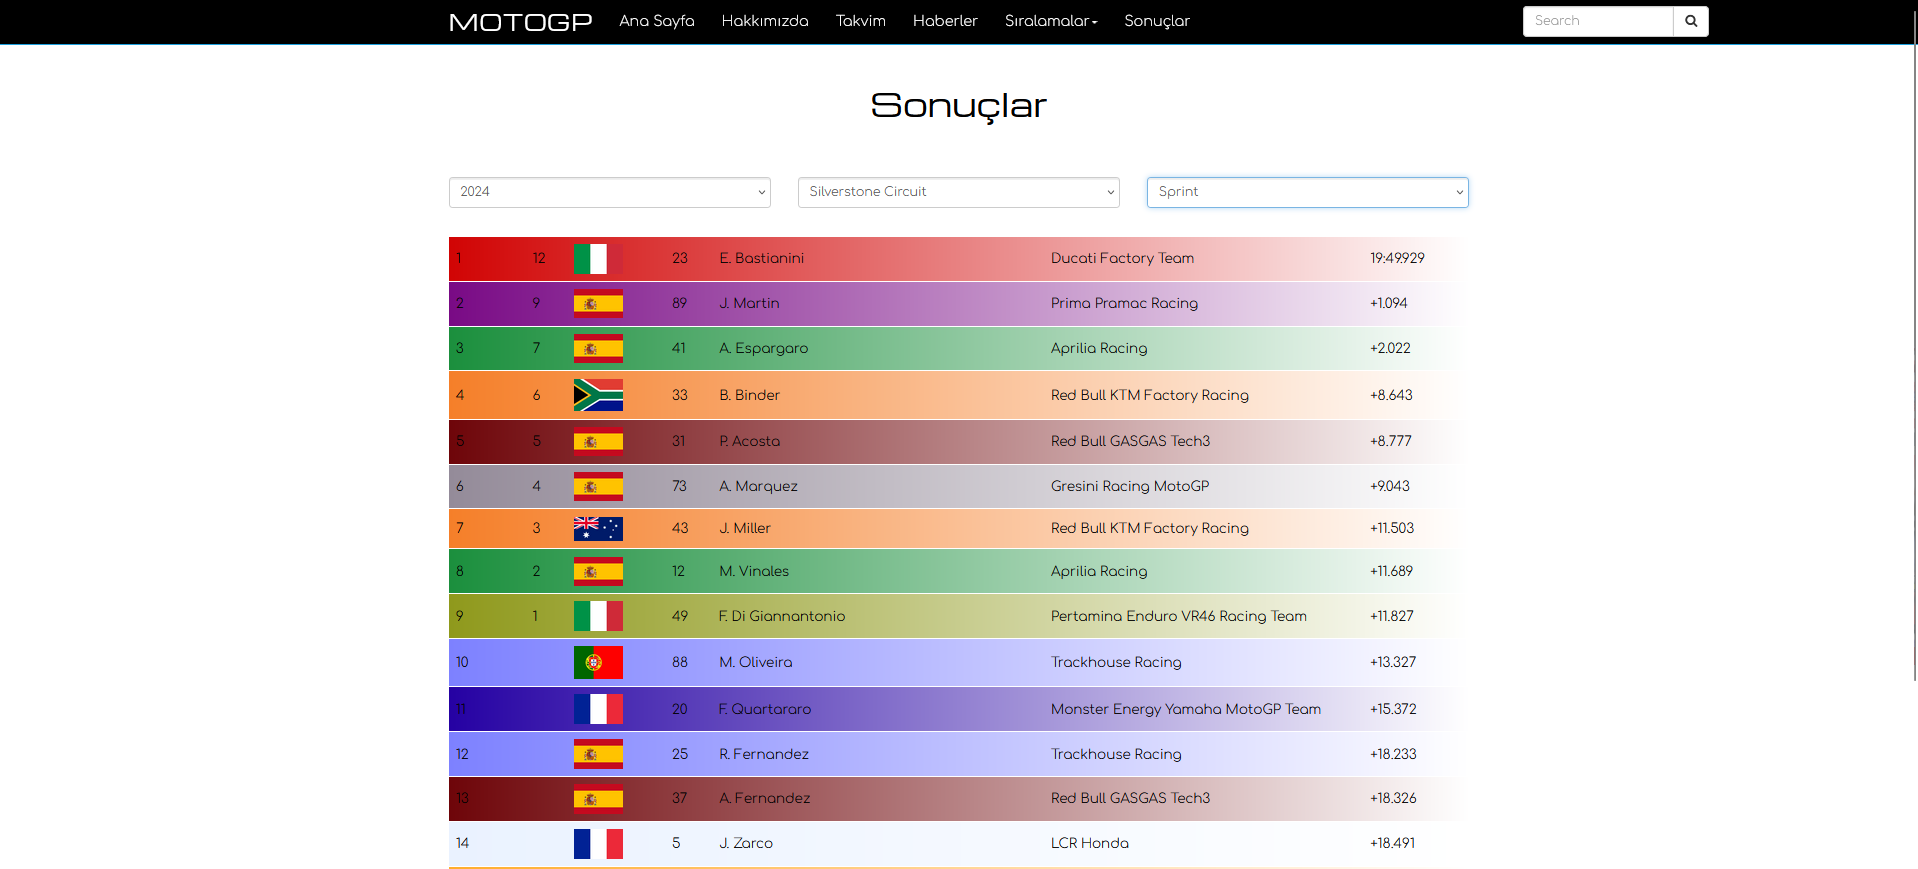 MOTOGP Ana Sayfa Hakkımızda Takvim Haberler Sıralamalar Sonuçlar Search
Sonuçlar
2024 Silverstone Circuit Sprint
1 12 23 E. Bastianini Ducati Factory Team 19:49.929
2 9 89 J. Martin Prima Pramac Racing +1.094
3 7 41 A. Espargaro Aprilia Racing +2.022
4 6 33 B. Binder Red Bull KTM Factory Racing +8.643
5 5 31 P. Acosta Red Bull GASGAS Tech3 +8.777
6 4 73 A. Marquez Gresini Racing MotoGP +9.043
7 3 43 J. Miller Red Bull KTM Factory Racing +11.503
8 2 12 M. Vinales Aprilia Racing +11.689
9 1 49 F. Di Giannantonio Pertamina Enduro VR46 Racing Team +11.827
10 88 M. Oliveira Trackhouse Racing +13.327
11 20 F. Quartararo Monster Energy Yamaha MotoGP Team +15.372
12 25 R. Fernandez Trackhouse Racing +18.233
13 37 A. Fernandez Red Bull GASGAS Tech3 +18.326
14 5 J. Zarco LCR Honda +18.491